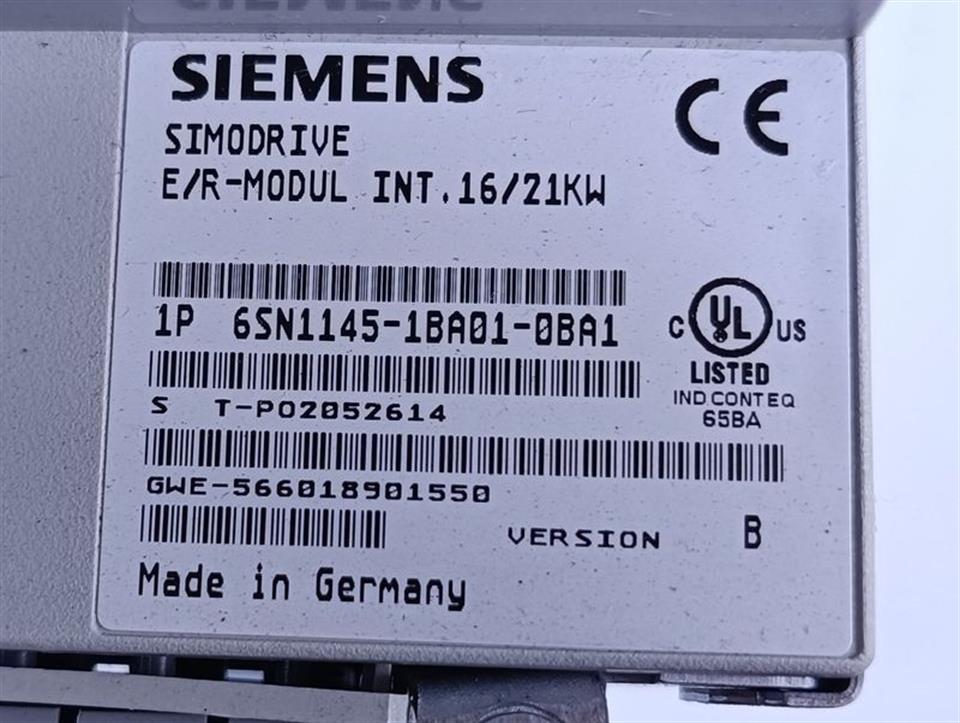 SIEMENS
CE
SIMODRIVE
E/R-MODUL INT.16/21KW
1P 6SN1145-1BA01-0BA1
C UL US
LISTED
IND.CONT.EQ
65BA
S T-P02052614
GWE-566018901550
VERSION B
Made in Germany